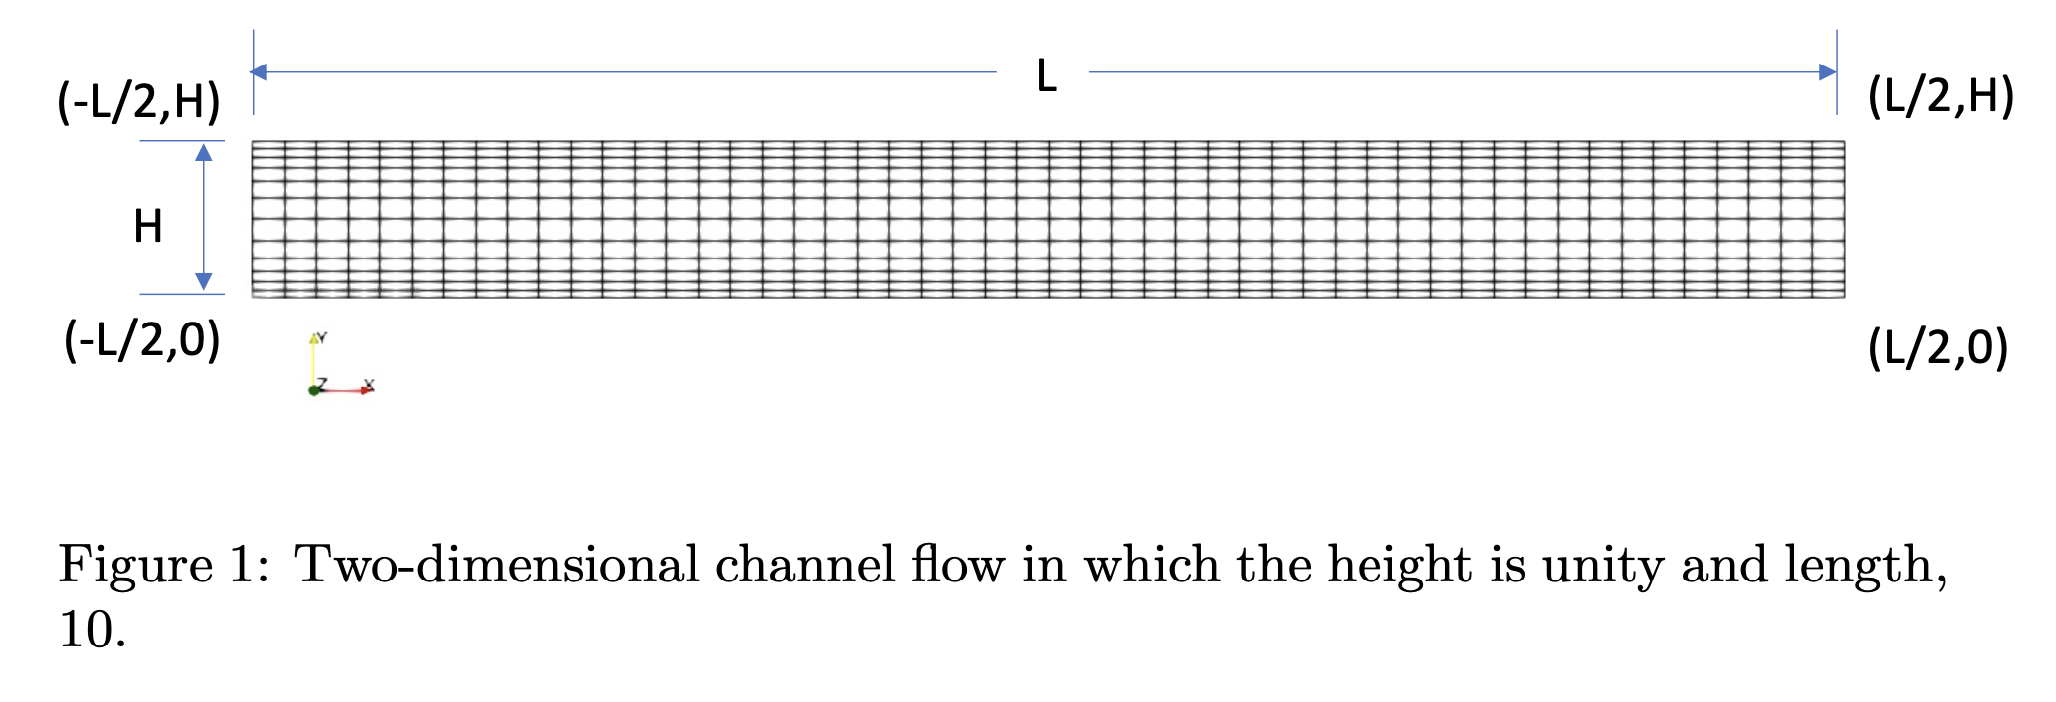 L
(-L/2,H)
(L/2,H)
H
(-L/2,0)
(L/2,0)
Y
Z
X
Figure 1: Two-dimensional channel flow in which the height is unity and length,
10.